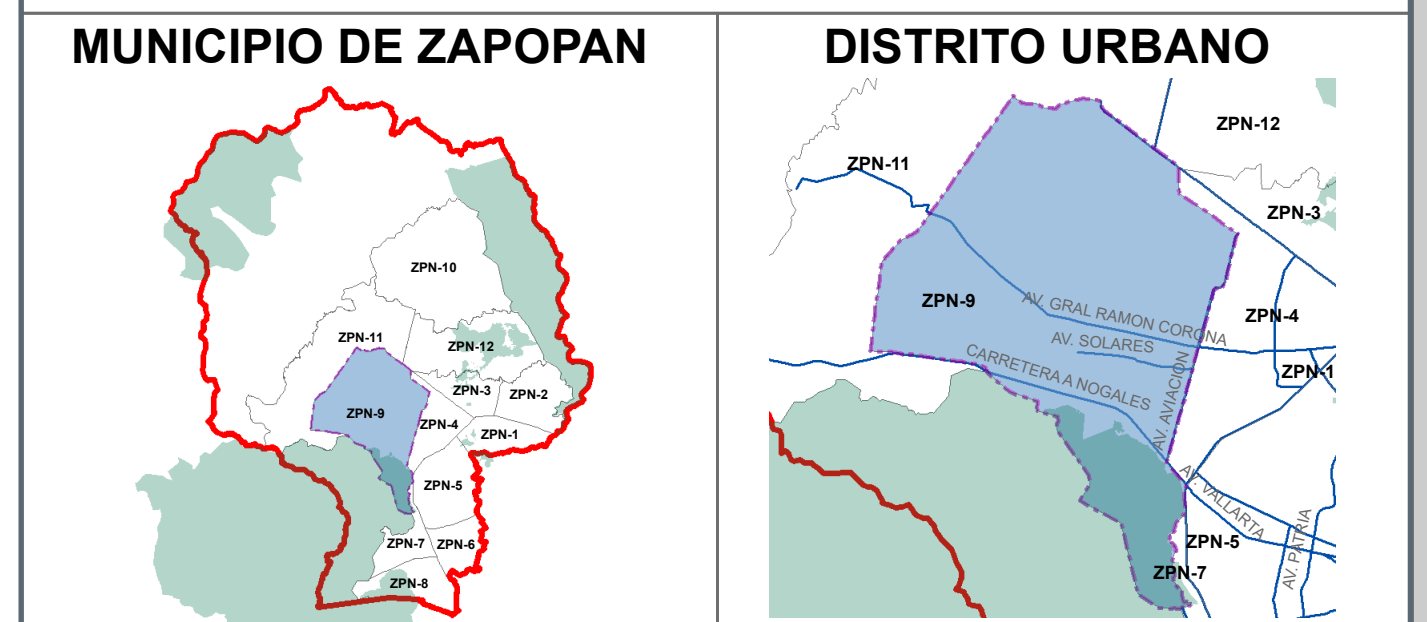 MUNICIPIO DE ZAPOPAN
ZPN-10
ZPN-11
ZPN-12
ZPN-3
ZPN-2
ZPN-9
ZPN-4
ZPN-1
ZPN-5
ZPN-7
ZPN-6
ZPN-8
DISTRITO URBANO
ZPN-12
ZPN-11
ZPN-3
ZPN-9
AV. GRAL RAMON CORONA
ZPN-4
AV. SOLARES
CARRETERA A NOGALES
ZPN-1
AV. AVIACION
AV. VALLARTA
AV. PATRIA
ZPN-5
ZPN-7